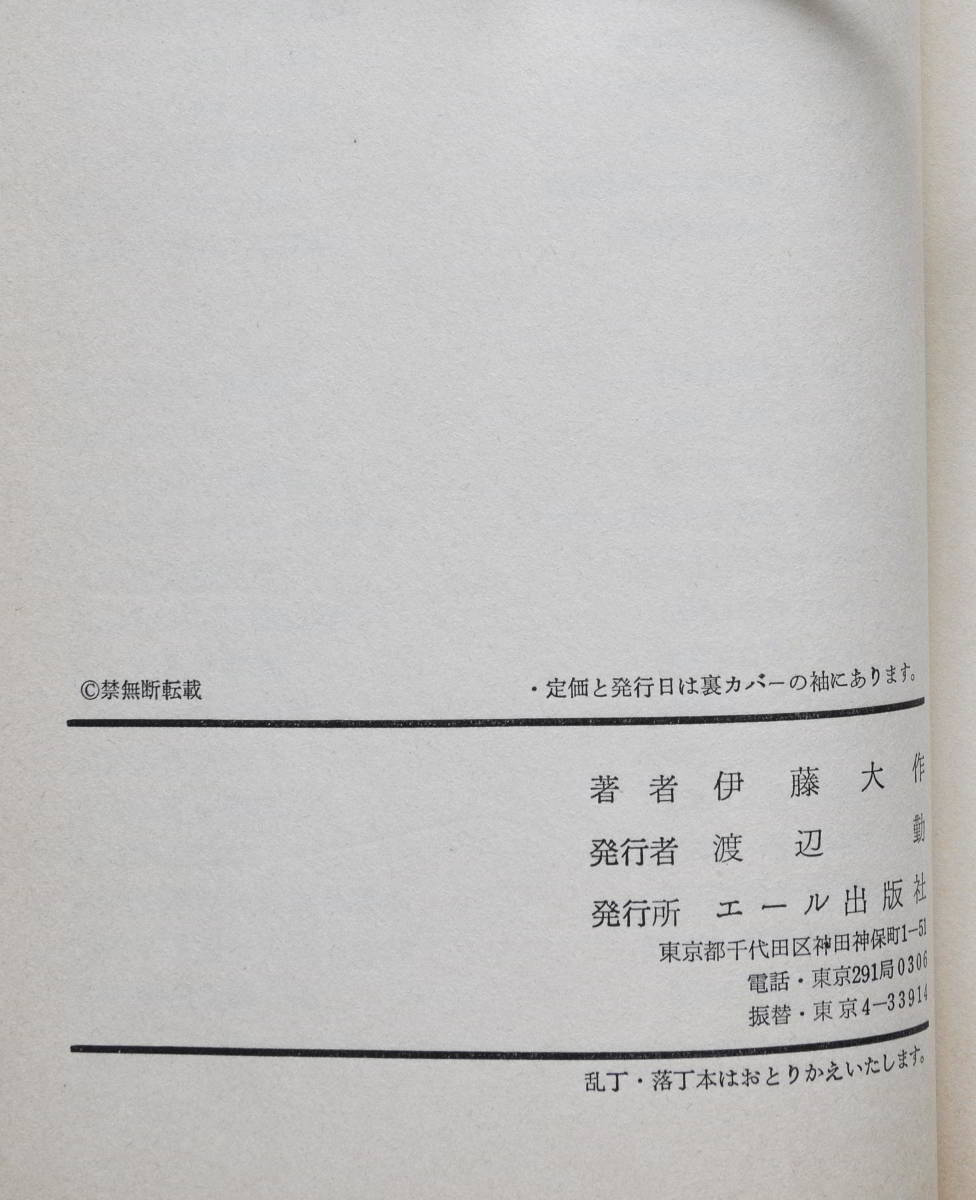 ©禁無断転載 ・定価と発行日は裏カバーの袖にあります。
著者 伊藤大作
発行者 渡辺勤
発行所 エール出版社
東京都千代田区神田神保町1—51
電話・東京291局0306
振替・東京4—33914
乱丁・落丁本はおとりかえいたします。